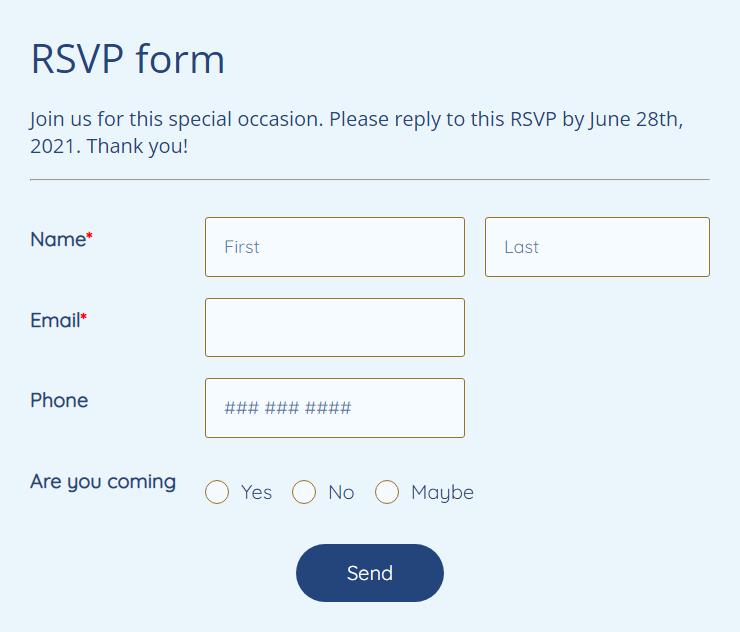 RSVP form
Join us for this special occasion. Please reply to this RSVP by June 28th,
2021. Thank you!
Name* First Last
Email*
Phone ### ### ####
Are you coming Yes No Maybe
Send